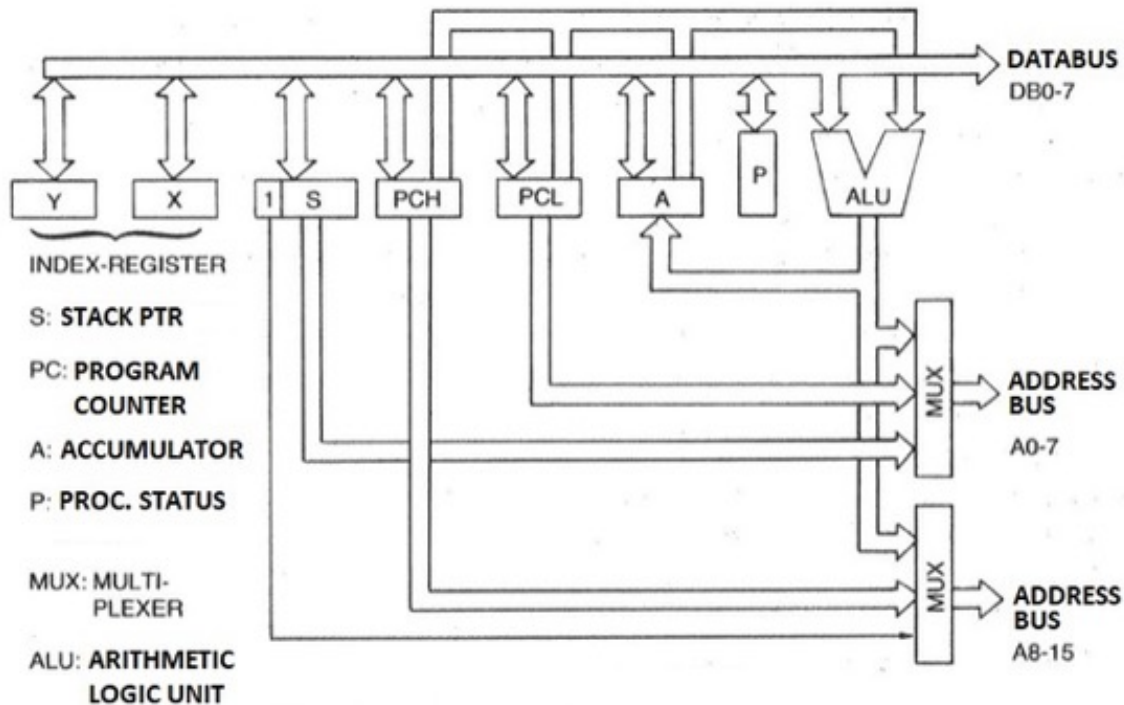 DATABUS
DB0-7
Y
X
1
S
PCH
PCL
A
P
ALU
INDEX-REGISTER
S: STACK PTR
PC: PROGRAM
COUNTER
A: ACCUMULATOR
P: PROC. STATUS
MUX: MULTI-
PLEXER
ALU: ARITHMETIC
LOGIC UNIT
MUX
ADDRESS
BUS
A0-7
MUX
ADDRESS
BUS
A8-15